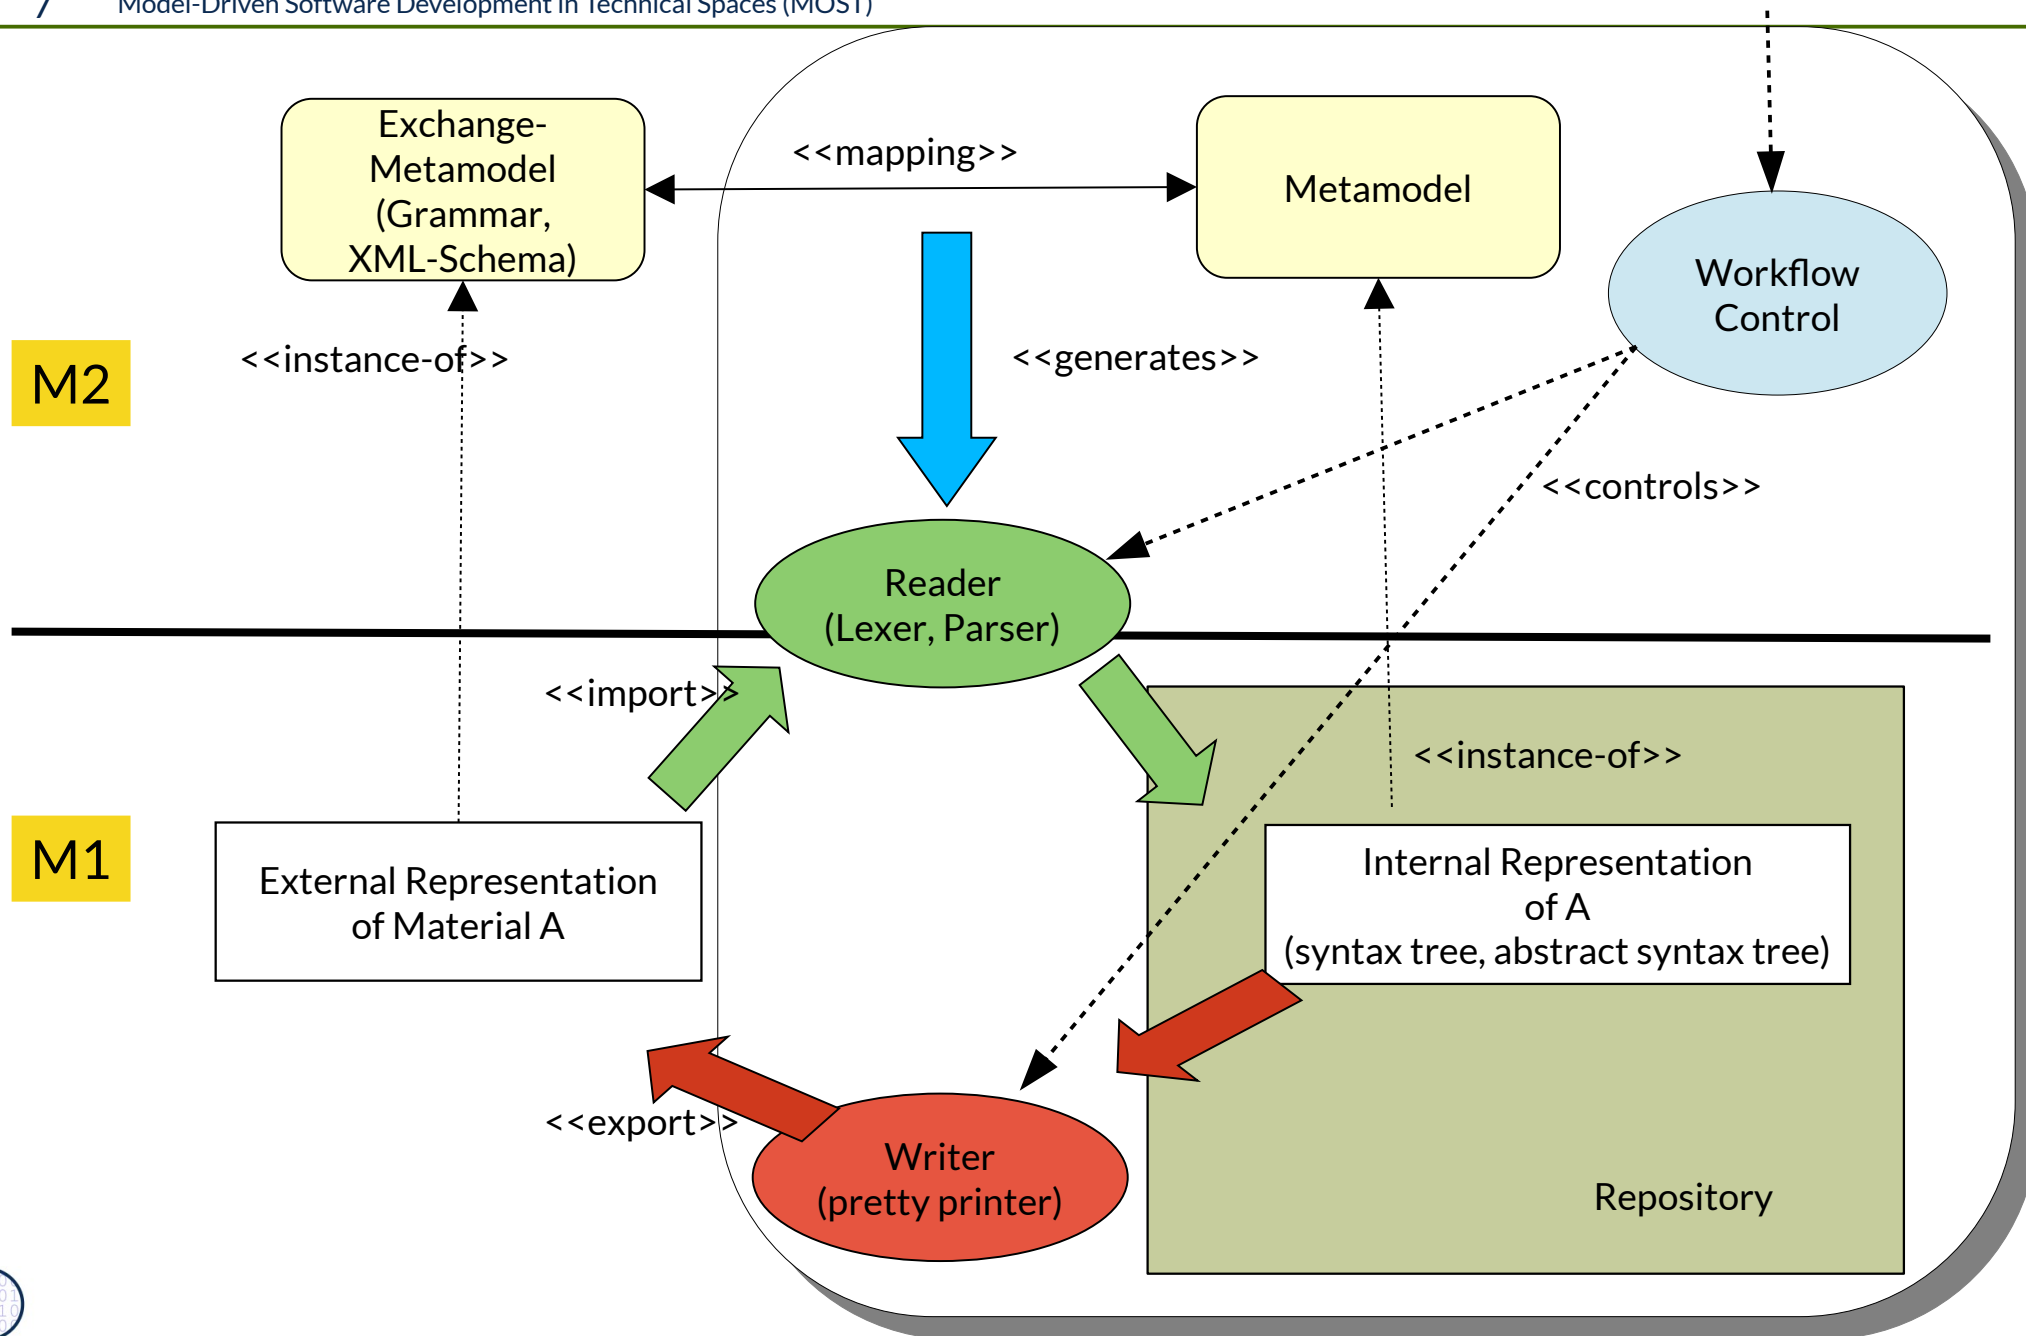 7 Model-Driven Software Development in Technical Spaces (MOST)
Exchange-
Metamodel
(Grammar,
XML-Schema)
<<mapping>>
Metamodel
Workflow
Control
<<instance-of>>
<<generates>>
M2
<<controls>>
Reader
(Lexer, Parser)
<<import>>
<<instance-of>>
M1
External Representation
of Material A
Internal Representation
of A
(syntax tree, abstract syntax tree)
<<export>>
Writer
(pretty printer)
Repository